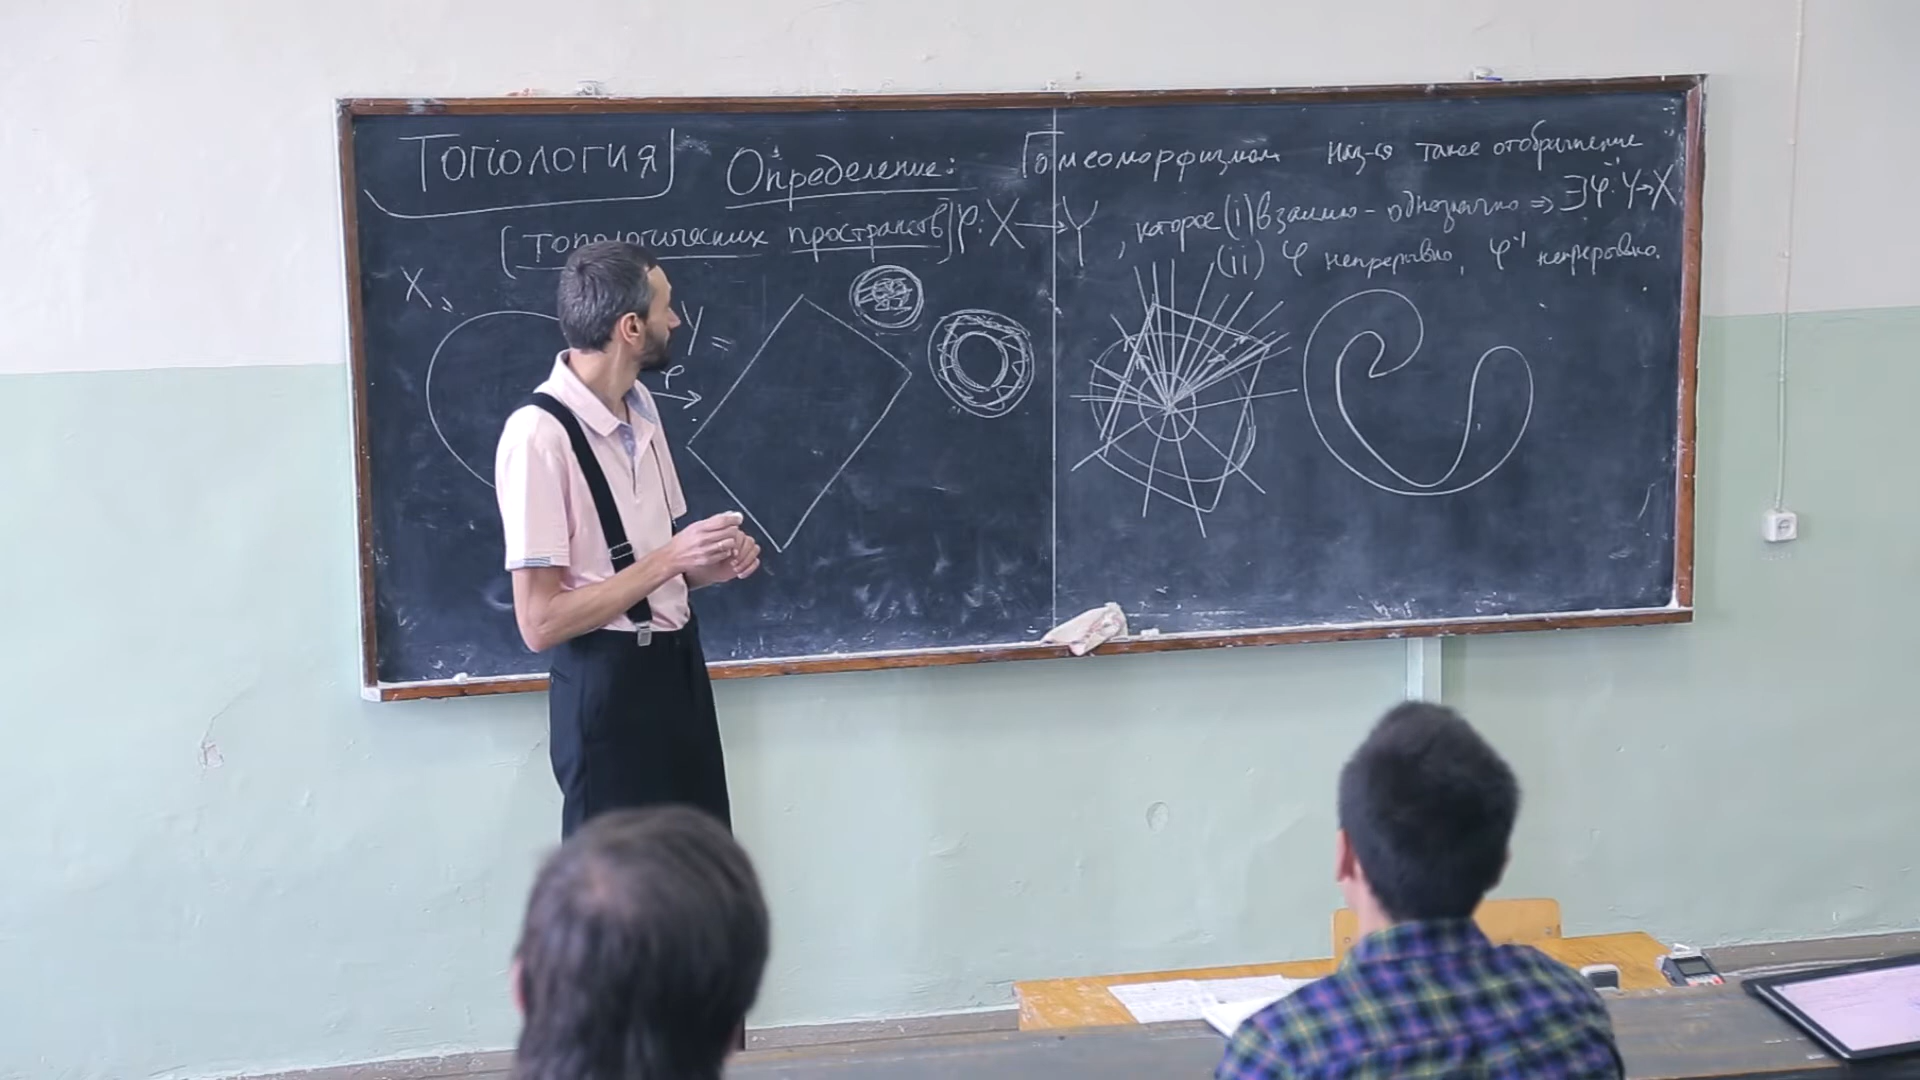 Топология
Определение: Гомеоморфизмом наз-ся такое отображение
[топологических пространств] φ: X → Y, которое (i) взаимно-однозначно => ∃ φ⁻¹: Y→X
(ii) φ непрерывно, φ⁻¹ непрерывно.
X =
Y =
φ